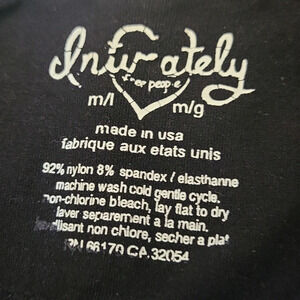 Intimately
free people
m/l m/g
made in usa
fabrique aux etats unis
92% nylon 8% spandex / elasthanne
machine wash cold gentle cycle,
non-chlorine bleach, lay flat to dry
laver separement a la main,
non chlore, secher a plat
RN 66170 CA 32054